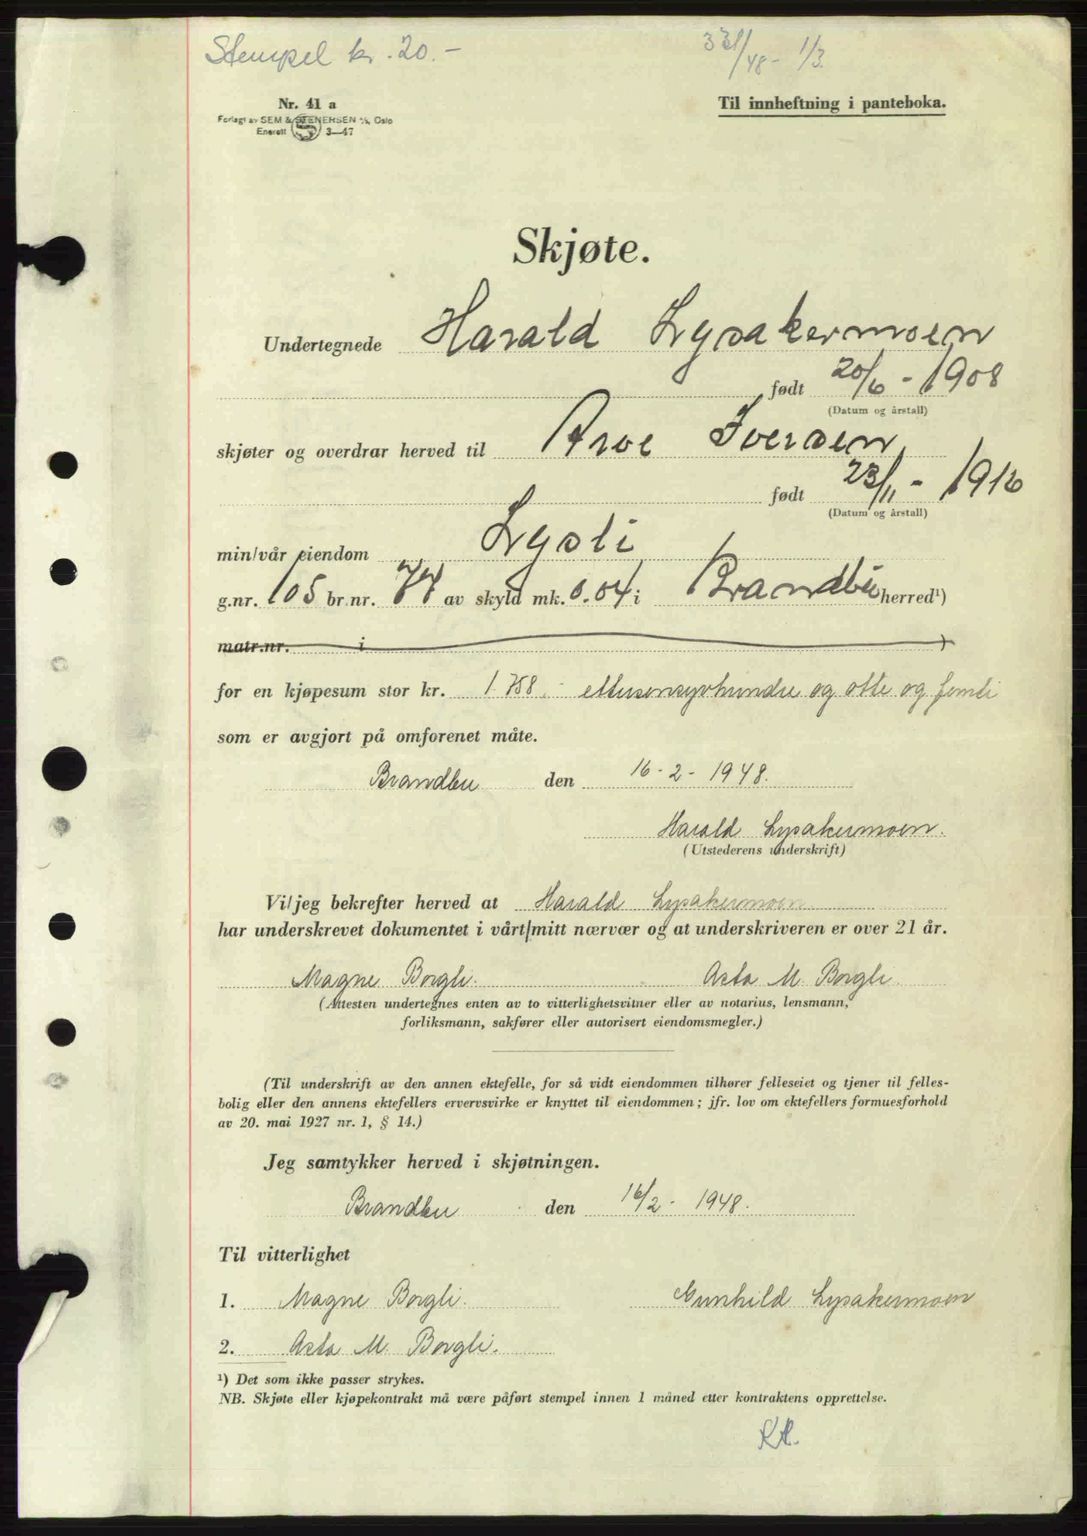 Stempel kr. 20.-
331/48 - 1/3.
Nr. 41 a
Forlagt av SEM & STENERSEN A/S, Oslo
Enerett S 3—47
Til innheftning i panteboka.
Skjøte.
Undertegnede Harald Lysakermoen
født 20/6 - 1908
(Datum og årstall)
skjøter og overdrar herved til Arve Iversen
født 23/11 - 1916
(Datum og årstall)
min/vår eiendom Lysli
g.nr. 105 br.nr. 77 av skyld mk. 0.04 i Brandbu herred¹)
matr.nr. i )
for en kjøpesum stor kr. 1758.- ettusensyvhundre og otte og femti
som er avgjort på omforenet måte.
Brandbu den 16-2-1948.
Harald Lysakermoen.
(Utstederens underskrift)
Vi/jeg bekrefter herved at Harald Lysakermoen
har underskrevet dokumentet i vårt/mitt nærvær og at underskriveren er over 21 år.
Magne Borgli. Asta M. Borgli.
(Attesten undertegnes enten av to vitterlighetsvitner eller av notarius, lensmann,
forliksmann, sakfører eller autorisert eiendomsmegler.)
(Til underskrift av den annen ektefelle, for så vidt eiendommen tilhører felleseiet og tjener til felles-
bolig eller den annens ektefellers ervervsvirke er knyttet til eiendommen; jfr. lov om ektefellers formuesforhold
av 20. mai 1927 nr. 1, § 14.)
Jeg samtykker herved i skjøtningen.
Brandbu den 16/2 - 1948.
Til vitterlighet
1. Magne Borgli. Gunhild Lysakermoen
2. Asta M. Borgli.
¹) Det som ikke passer strykes.
NB. Skjøte eller kjøpekontrakt må være påført stempel innen 1 måned etter kontraktens opprettelse.